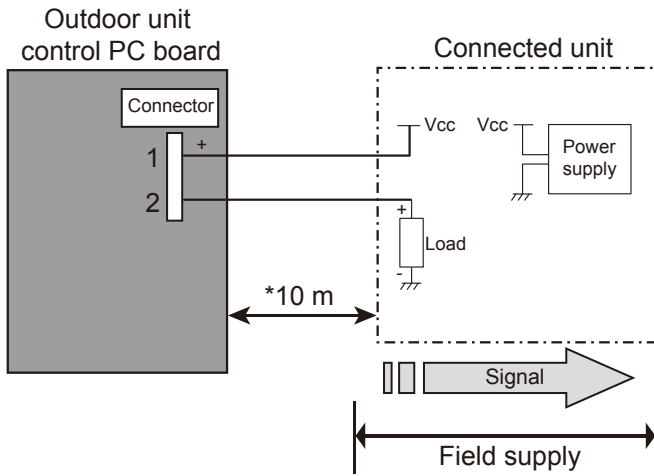 Outdoor unit
control PC board
Connected unit
Connector
1
+
2
Vcc
Vcc
Power
supply
+
Load
-
*10 m
Signal
Field supply